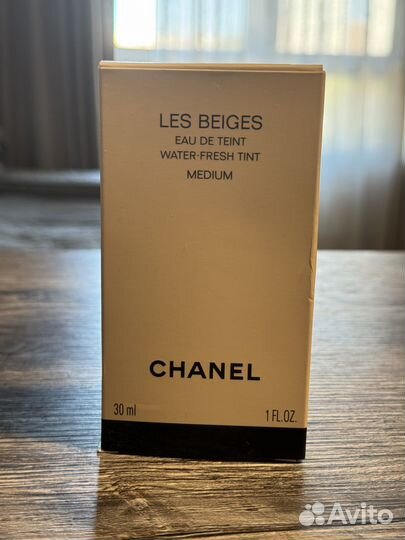 LES BEIGES
EAU DE TEINT
WATER-FRESH TINT
MEDIUM
CHANEL
30 ml 1 FL.OZ.
Avito